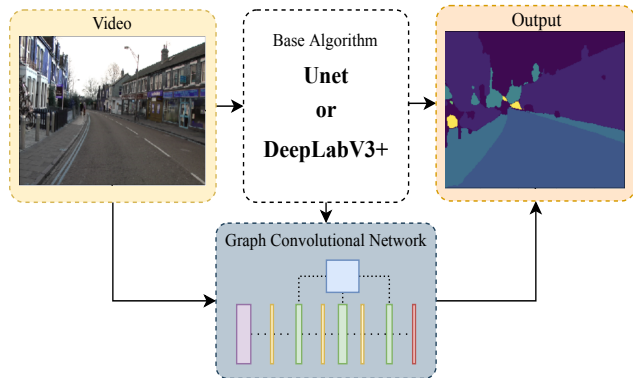 Video
Base Algorithm
Unet
or
DeepLabV3+
Output
Graph Convolutional Network